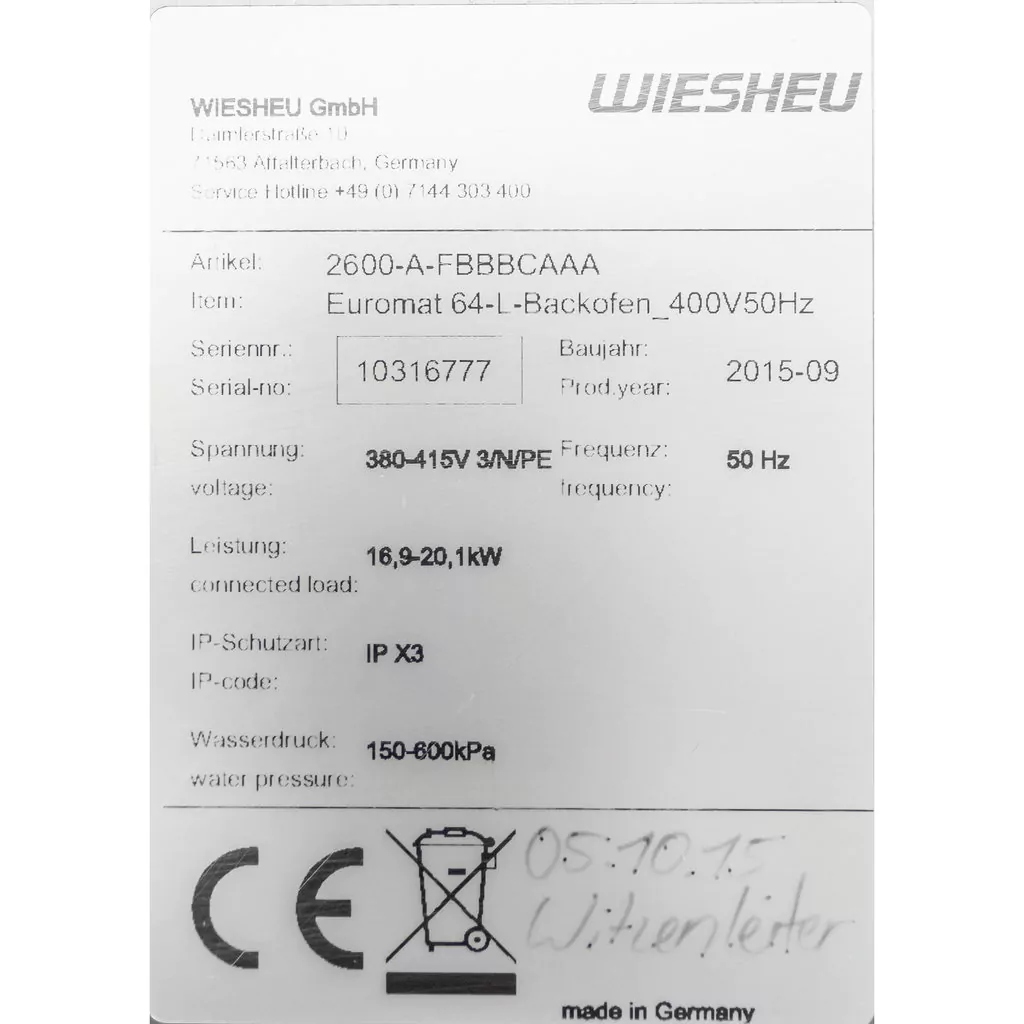 WIESHEU
WIESHEU GmbH
Daimlerstraße 10
71563 Affalterbach, Germany
Service Hotline +49 (0) 7144 303 400
Artikel: 2600-A-FBBBCAAA
Item: Euromat 64-L-Backofen_400V50Hz
Seriennr.: Baujahr:
10316777 2015-09
Serial-no: Prod.year:
Spannung: Frequenz:
380-415V 3/N/PE 50 Hz
voltage: frequency:
Leistung:
16,9-20,1kW
connected load:
IP-Schutzart:
IP X3
IP-code:
Wasserdruck:
150-600kPa
water pressure:
CE
05.10.15
Witzenleiter
made in Germany